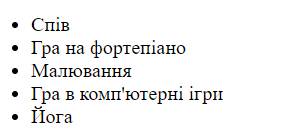 Спів
Гра на фортепіано
Малювання
Гра в комп'ютерні ігри
Йога